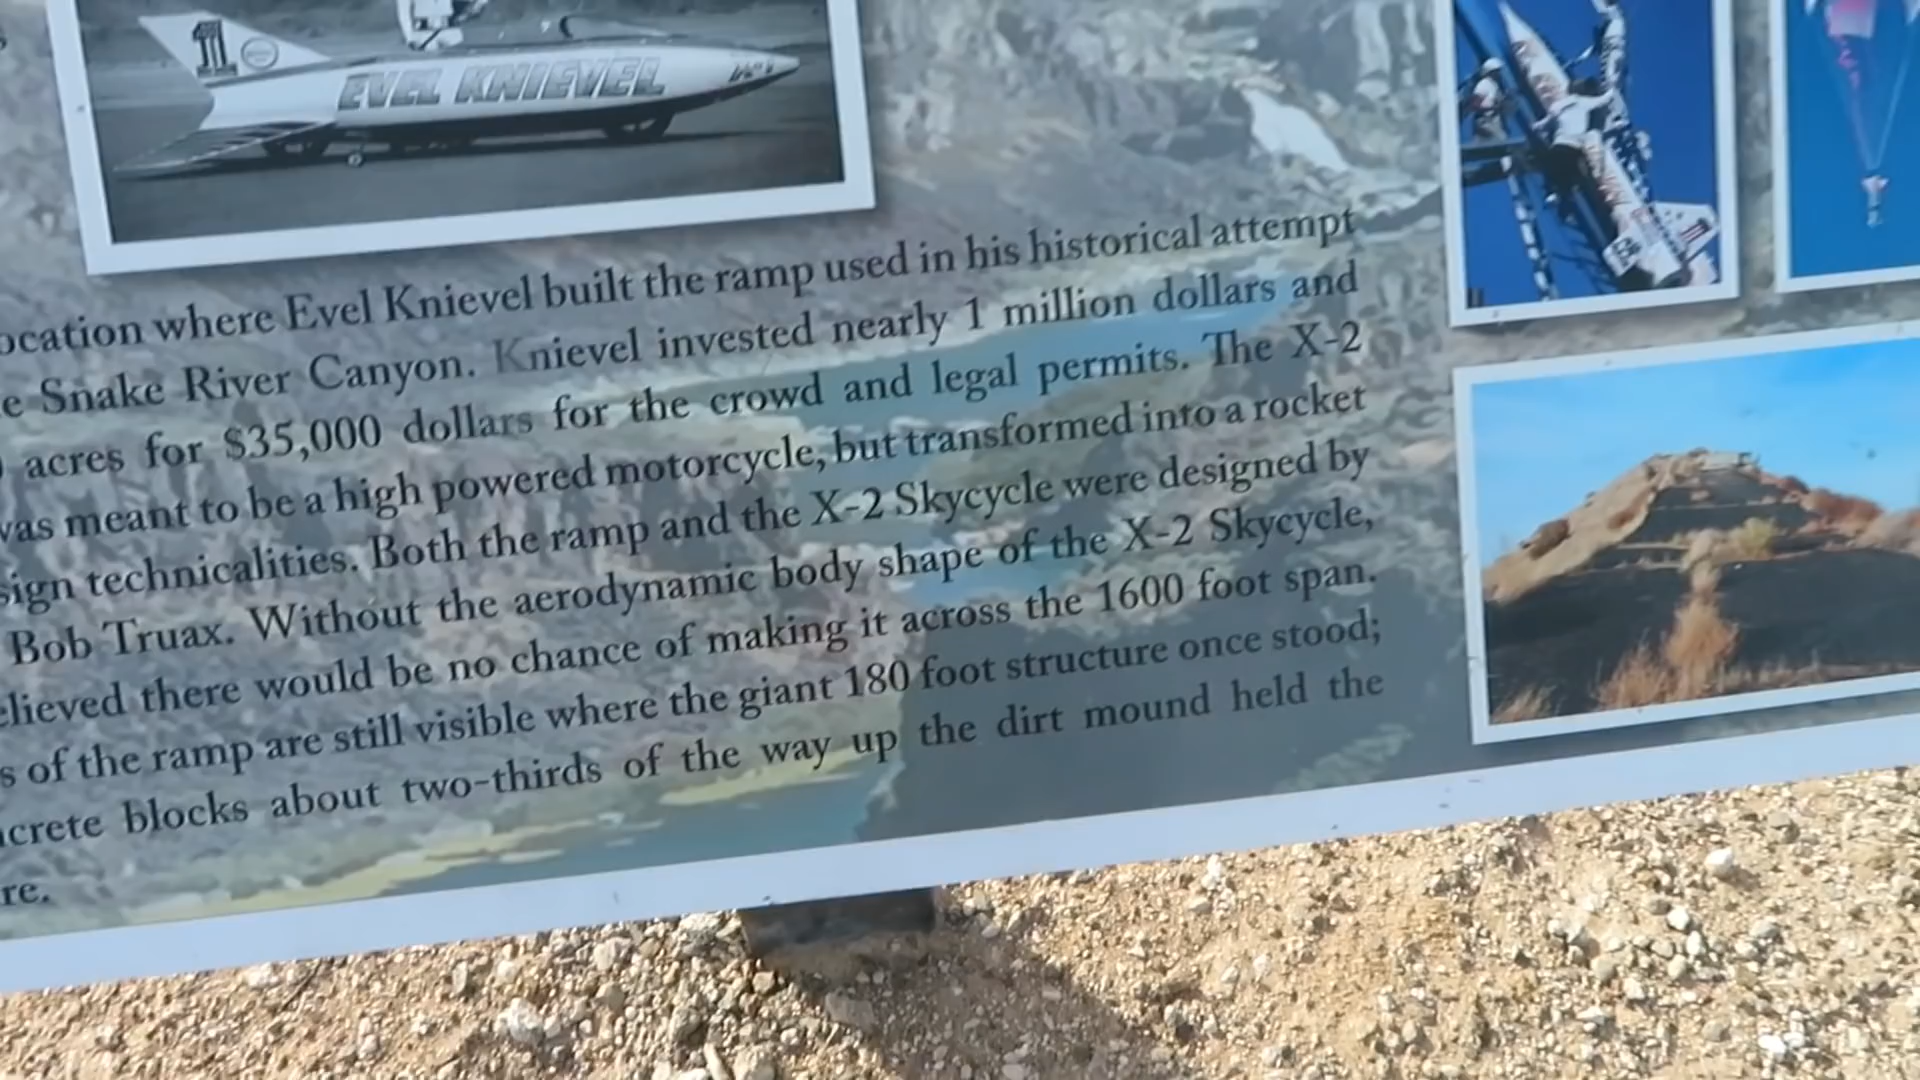 EVEL KNIEVEL
ocation where Evel Knievel built the ramp used in his historical attempt
e Snake River Canyon. Knievel invested nearly 1 million dollars and
acres for $35,000 dollars for the crowd and legal permits. The X-2
was meant to be a high powered motorcycle, but transformed into a rocket
sign technicalities. Both the ramp and the X-2 Skycycle were designed by
Bob Truax. Without the aerodynamic body shape of the X-2 Skycycle,
elieved there would be no chance of making it across the 1600 foot span.
s of the ramp are still visible where the giant 180 foot structure once stood;
crete blocks about two-thirds of the way up the dirt mound held the
re.